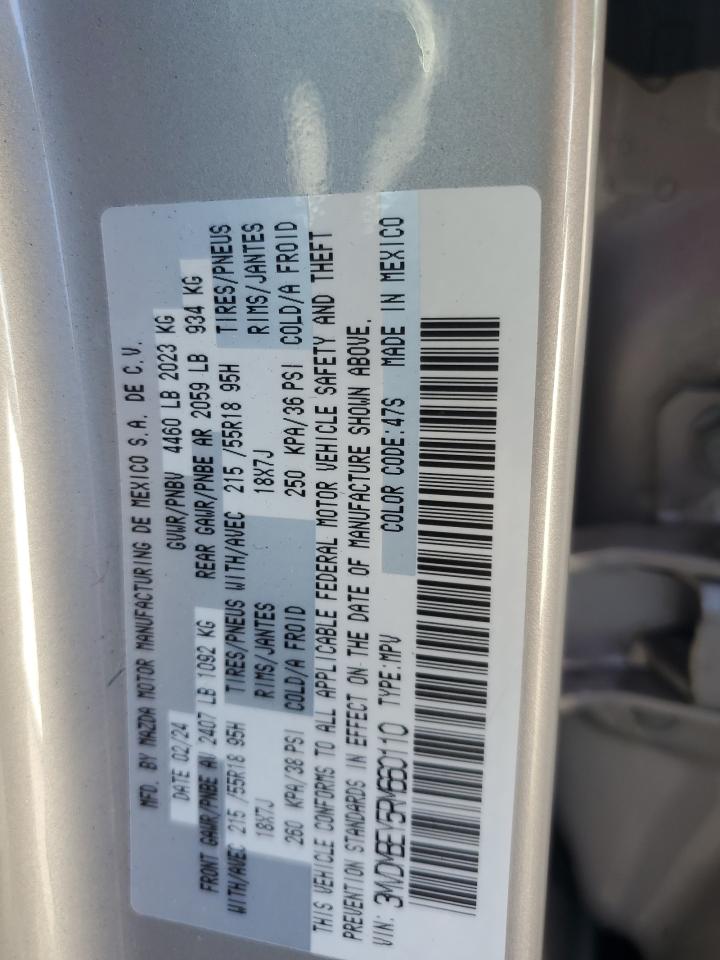 MFD. BY MAZDA MOTOR MANUFACTURING DE MEXICO S.A. DE C.V.
DATE 02/24 GVWR/PNBV 4460 LB 2023 KG
FRONT GAWR/PNBE AV 2407 LB 1092 KG REAR GAWR/PNBE AR 2059 LB 934 KG
WITH/AVEC 215 /55R18 95H TIRES/PNEUS WITH/AVEC 215 /55R18 95H TIRES/PNEUS
18X7J RIMS/JANTES 18X7J RIMS/JANTES
260 KPA/38 PSI COLD/A FROID 250 KPA/36 PSI COLD/A FROID
THIS VEHICLE CONFORMS TO ALL APPLICABLE FEDERAL MOTOR VEHICLE SAFETY AND THEFT
PREVENTION STANDARDS IN EFFECT ON THE DATE OF MANUFACTURE SHOWN ABOVE.
VIN: 3MVDMBEY5RM660110 TYPE:MPV COLOR CODE:47S MADE IN MEXICO